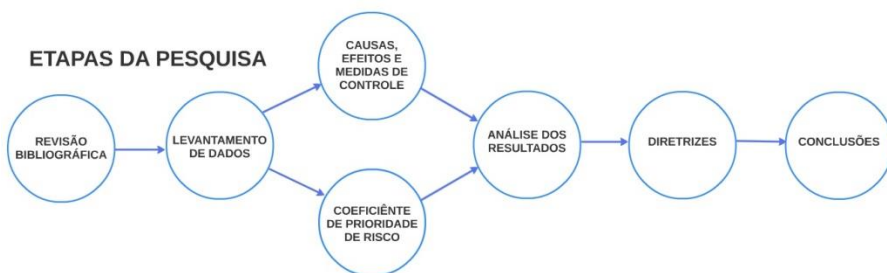 ETAPAS DA PESQUISA
REVISÃO
BIBLIOGRÁFICA
LEVANTAMENTO
DE DADOS
CAUSAS,
EFEITOS E
MEDIDAS DE
CONTROLE
COEFICIÊNTE
DE PRIORIDADE
DE RISCO
ANÁLISE DOS
RESULTADOS
DIRETRIZES
CONCLUSÕES